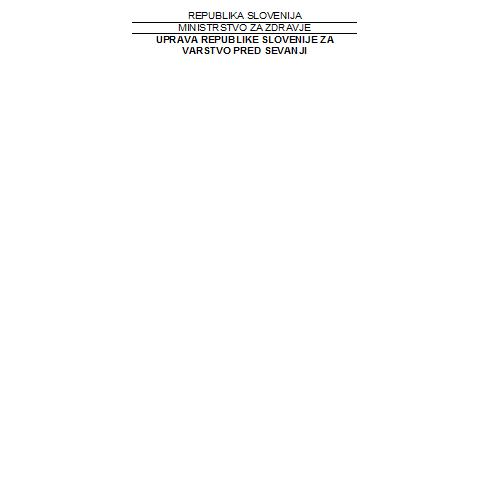 REPUBLIKA SLOVENIJA
MINISTRSTVO ZA ZDRAVJE
UPRAVA REPUBLIKE SLOVENIJE ZA
VARSTVO PRED SEVANJI